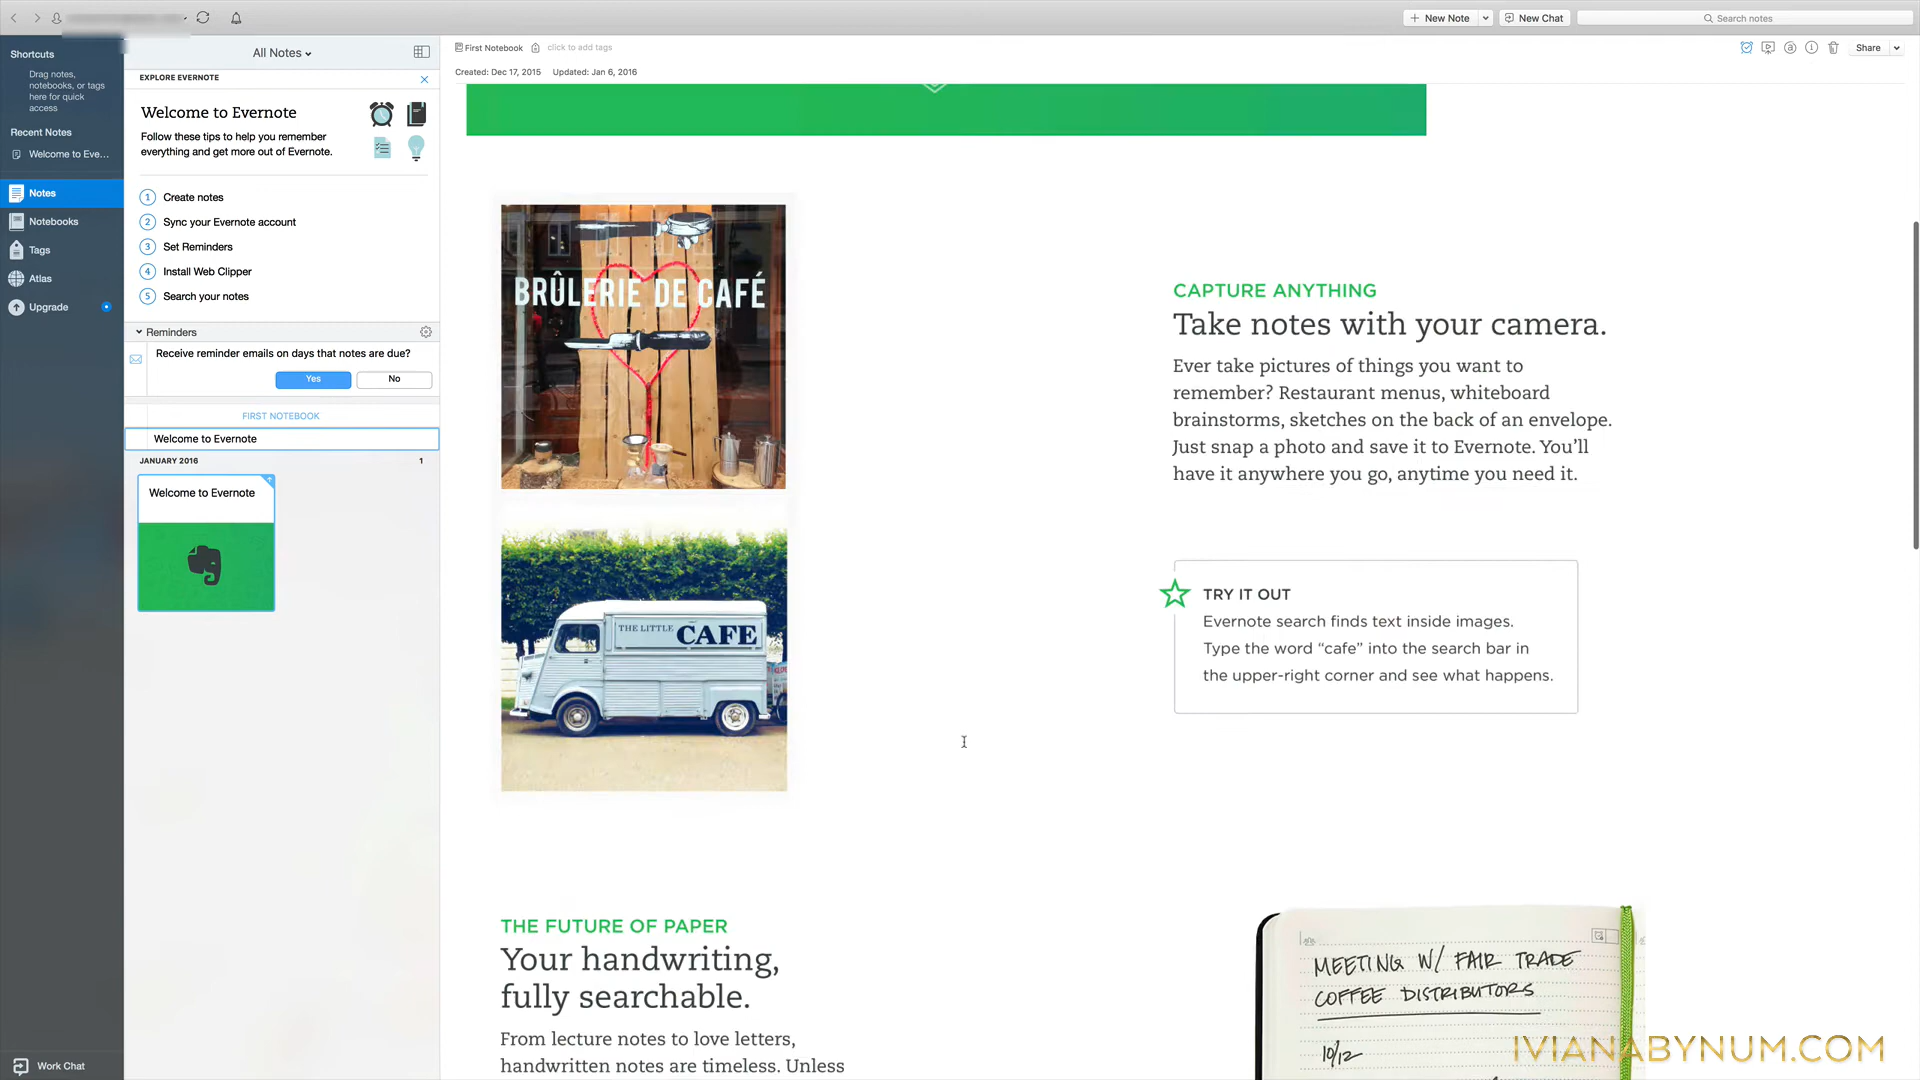 New Note
New Chat
Search notes
Shortcuts
Drag notes,
notebooks, or tags
here for quick
access
Recent Notes
Welcome to Eve...
Notes
Notebooks
Tags
Atlas
Upgrade
Work Chat
All Notes
EXPLORE EVERNOTE
Welcome to Evernote
Follow these tips to help you remember
everything and get more out of Evernote.
1 Create notes
2 Sync your Evernote account
3 Set Reminders
4 Install Web Clipper
5 Search your notes
Reminders
Receive reminder emails on days that notes are due?
Yes No
FIRST NOTEBOOK
Welcome to Evernote
JANUARY 2016 1
Welcome to Evernote
First Notebook click to add tags
Share
Created: Dec 17, 2015 Updated: Jan 6, 2016
BRÛLERIE DE CAFÉ
THE LITTLE CAFE
CAPTURE ANYTHING
Take notes with your camera.
Ever take pictures of things you want to
remember? Restaurant menus, whiteboard
brainstorms, sketches on the back of an envelope.
Just snap a photo and save it to Evernote. You’ll
have it anywhere you go, anytime you need it.
TRY IT OUT
Evernote search finds text inside images.
Type the word “cafe” into the search bar in
the upper-right corner and see what happens.
THE FUTURE OF PAPER
Your handwriting,
fully searchable.
From lecture notes to love letters,
handwritten notes are timeless. Unless
MEETING W/ FAIR TRADE
COFFEE DISTRIBUTORS
10/12
IVIANABYNUM.COM